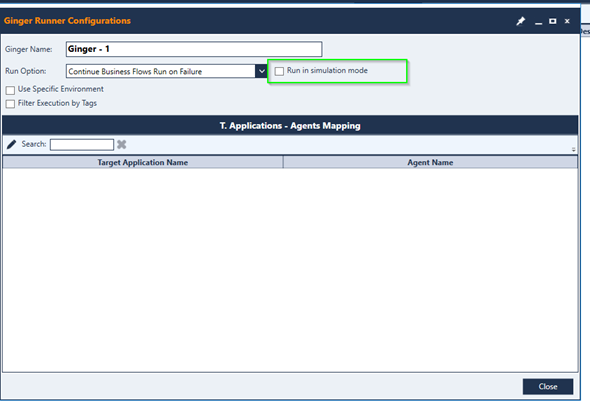 Ginger Runner Configurations
Ginger Name: Ginger - 1
Run Option: Continue Business Flows Run on Failure Run in simulation mode
Use Specific Environment
Filter Execution by Tags
T. Applications - Agents Mapping
Search:
Target Application Name Agent Name
Close